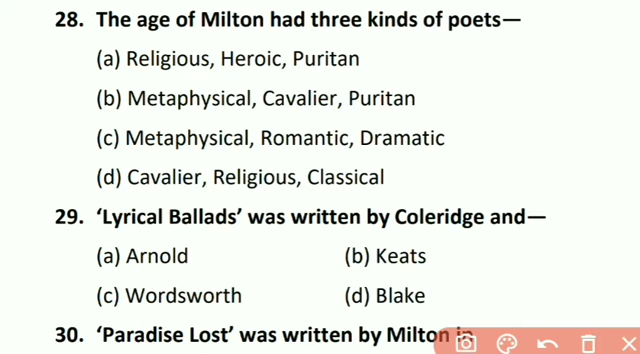 28. The age of Milton had three kinds of poets—
(a) Religious, Heroic, Puritan
(b) Metaphysical, Cavalier, Puritan
(c) Metaphysical, Romantic, Dramatic
(d) Cavalier, Religious, Classical
29. ‘Lyrical Ballads’ was written by Coleridge and—
(a) Arnold (b) Keats
(c) Wordsworth (d) Blake
30. ‘Paradise Lost’ was written by Milton in